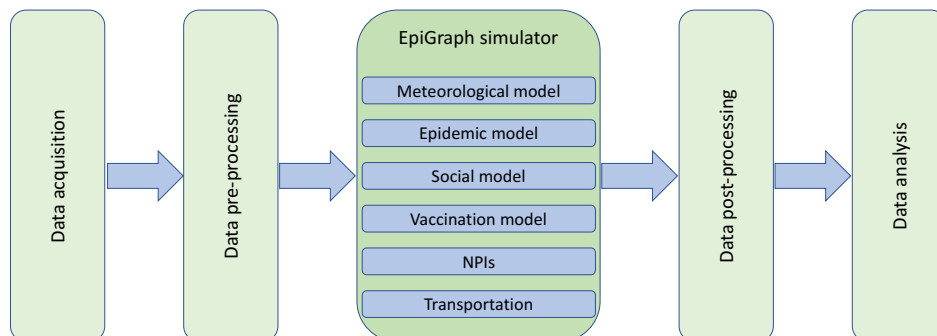 Data acquisition
Data pre-processing
EpiGraph simulator
Meteorological model
Epidemic model
Social model
Vaccination model
NPIs
Transportation
Data post-processing
Data analysis